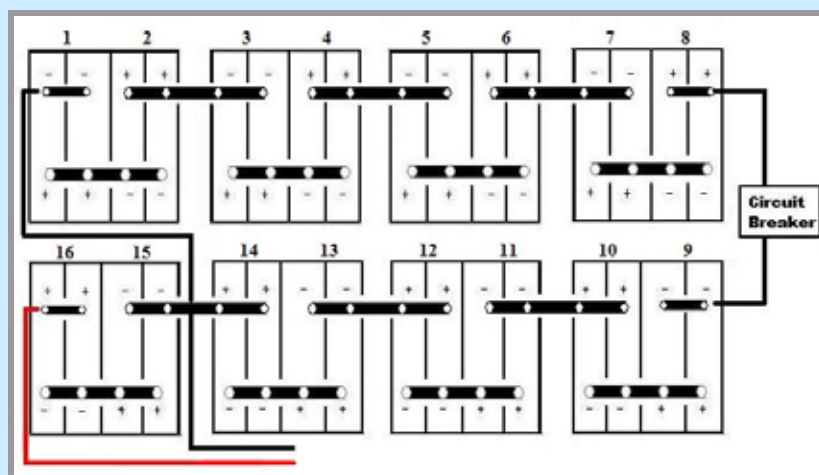 1 2 3 4 5 6 7 8
- - + + - - + + - - + + - - + +
+ + - - + + - - + + - - + + - -
Circuit
Breaker
16 15 14 13 12 11 10 9
+ + - - + + - - + + - - + + - -
- - + + - - + + - - + + - - + +